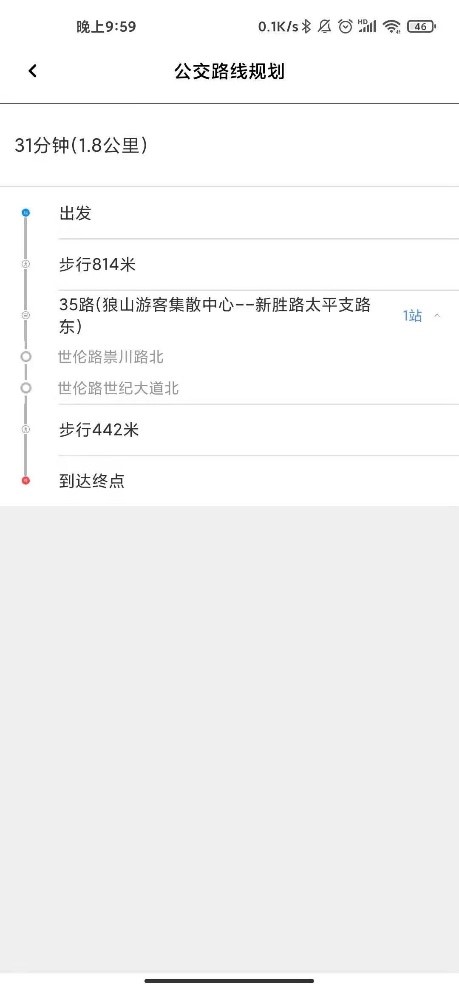 晚上9:59
0.1K/s
HD
46
公交路线规划
31分钟(1.8公里)
出发
步行814米
35路(狼山游客集散中心--新胜路太平支路
东)
1站
世伦路崇川路北
世伦路世纪大道北
步行442米
到达终点